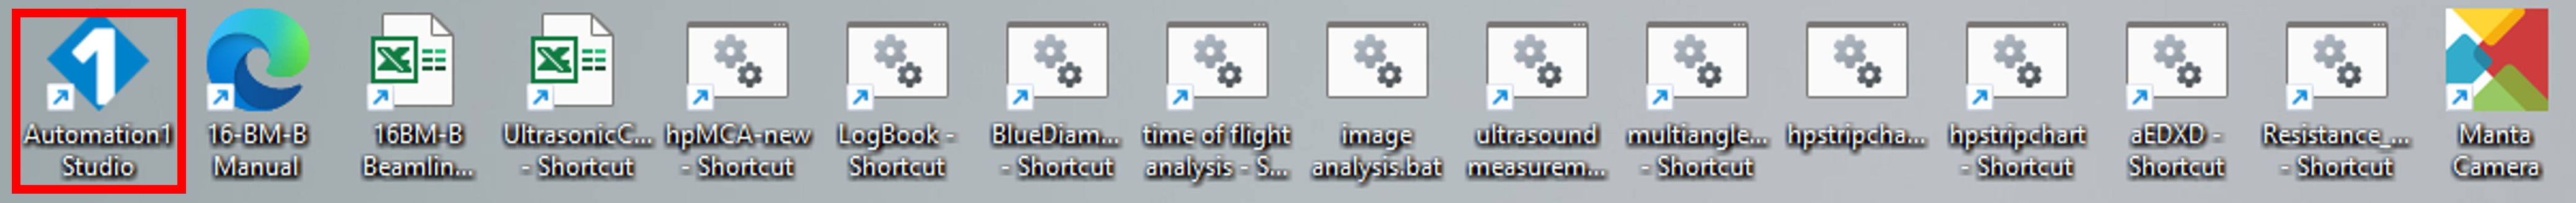 1
Automation1
Studio
16-BM-B
Manual
16BM-B
Beamlin...
UltrasonicC...
- Shortcut
hpMCA-new
- Shortcut
LogBook -
Shortcut
BlueDiam...
- Shortcut
time of flight
analysis - S...
image
analysis.bat
ultrasound
measurem...
multiangle...
- Shortcut
hpstripcha...
hpstripchart
- Shortcut
aEDXD -
Shortcut
Resistance_...
- Shortcut
Manta
Camera